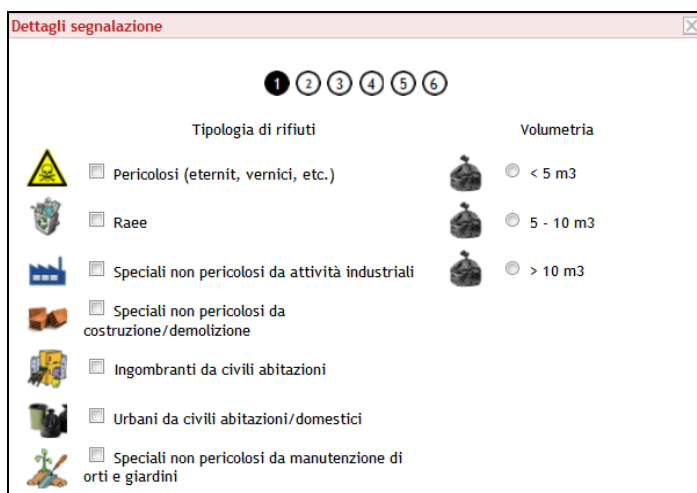 Dettagli segnalazione
1 2 3 4 5 6
Tipologia di rifiuti
Volumetria
Pericolosi (eternit, vernici, etc.)
< 5 m3
Raee
5 - 10 m3
Speciali non pericolosi da attività industriali
> 10 m3
Speciali non pericolosi da
costruzione/demolizione
Ingombranti da civili abitazioni
Urbani da civili abitazioni/domestici
Speciali non pericolosi da manutenzione di
orti e giardini